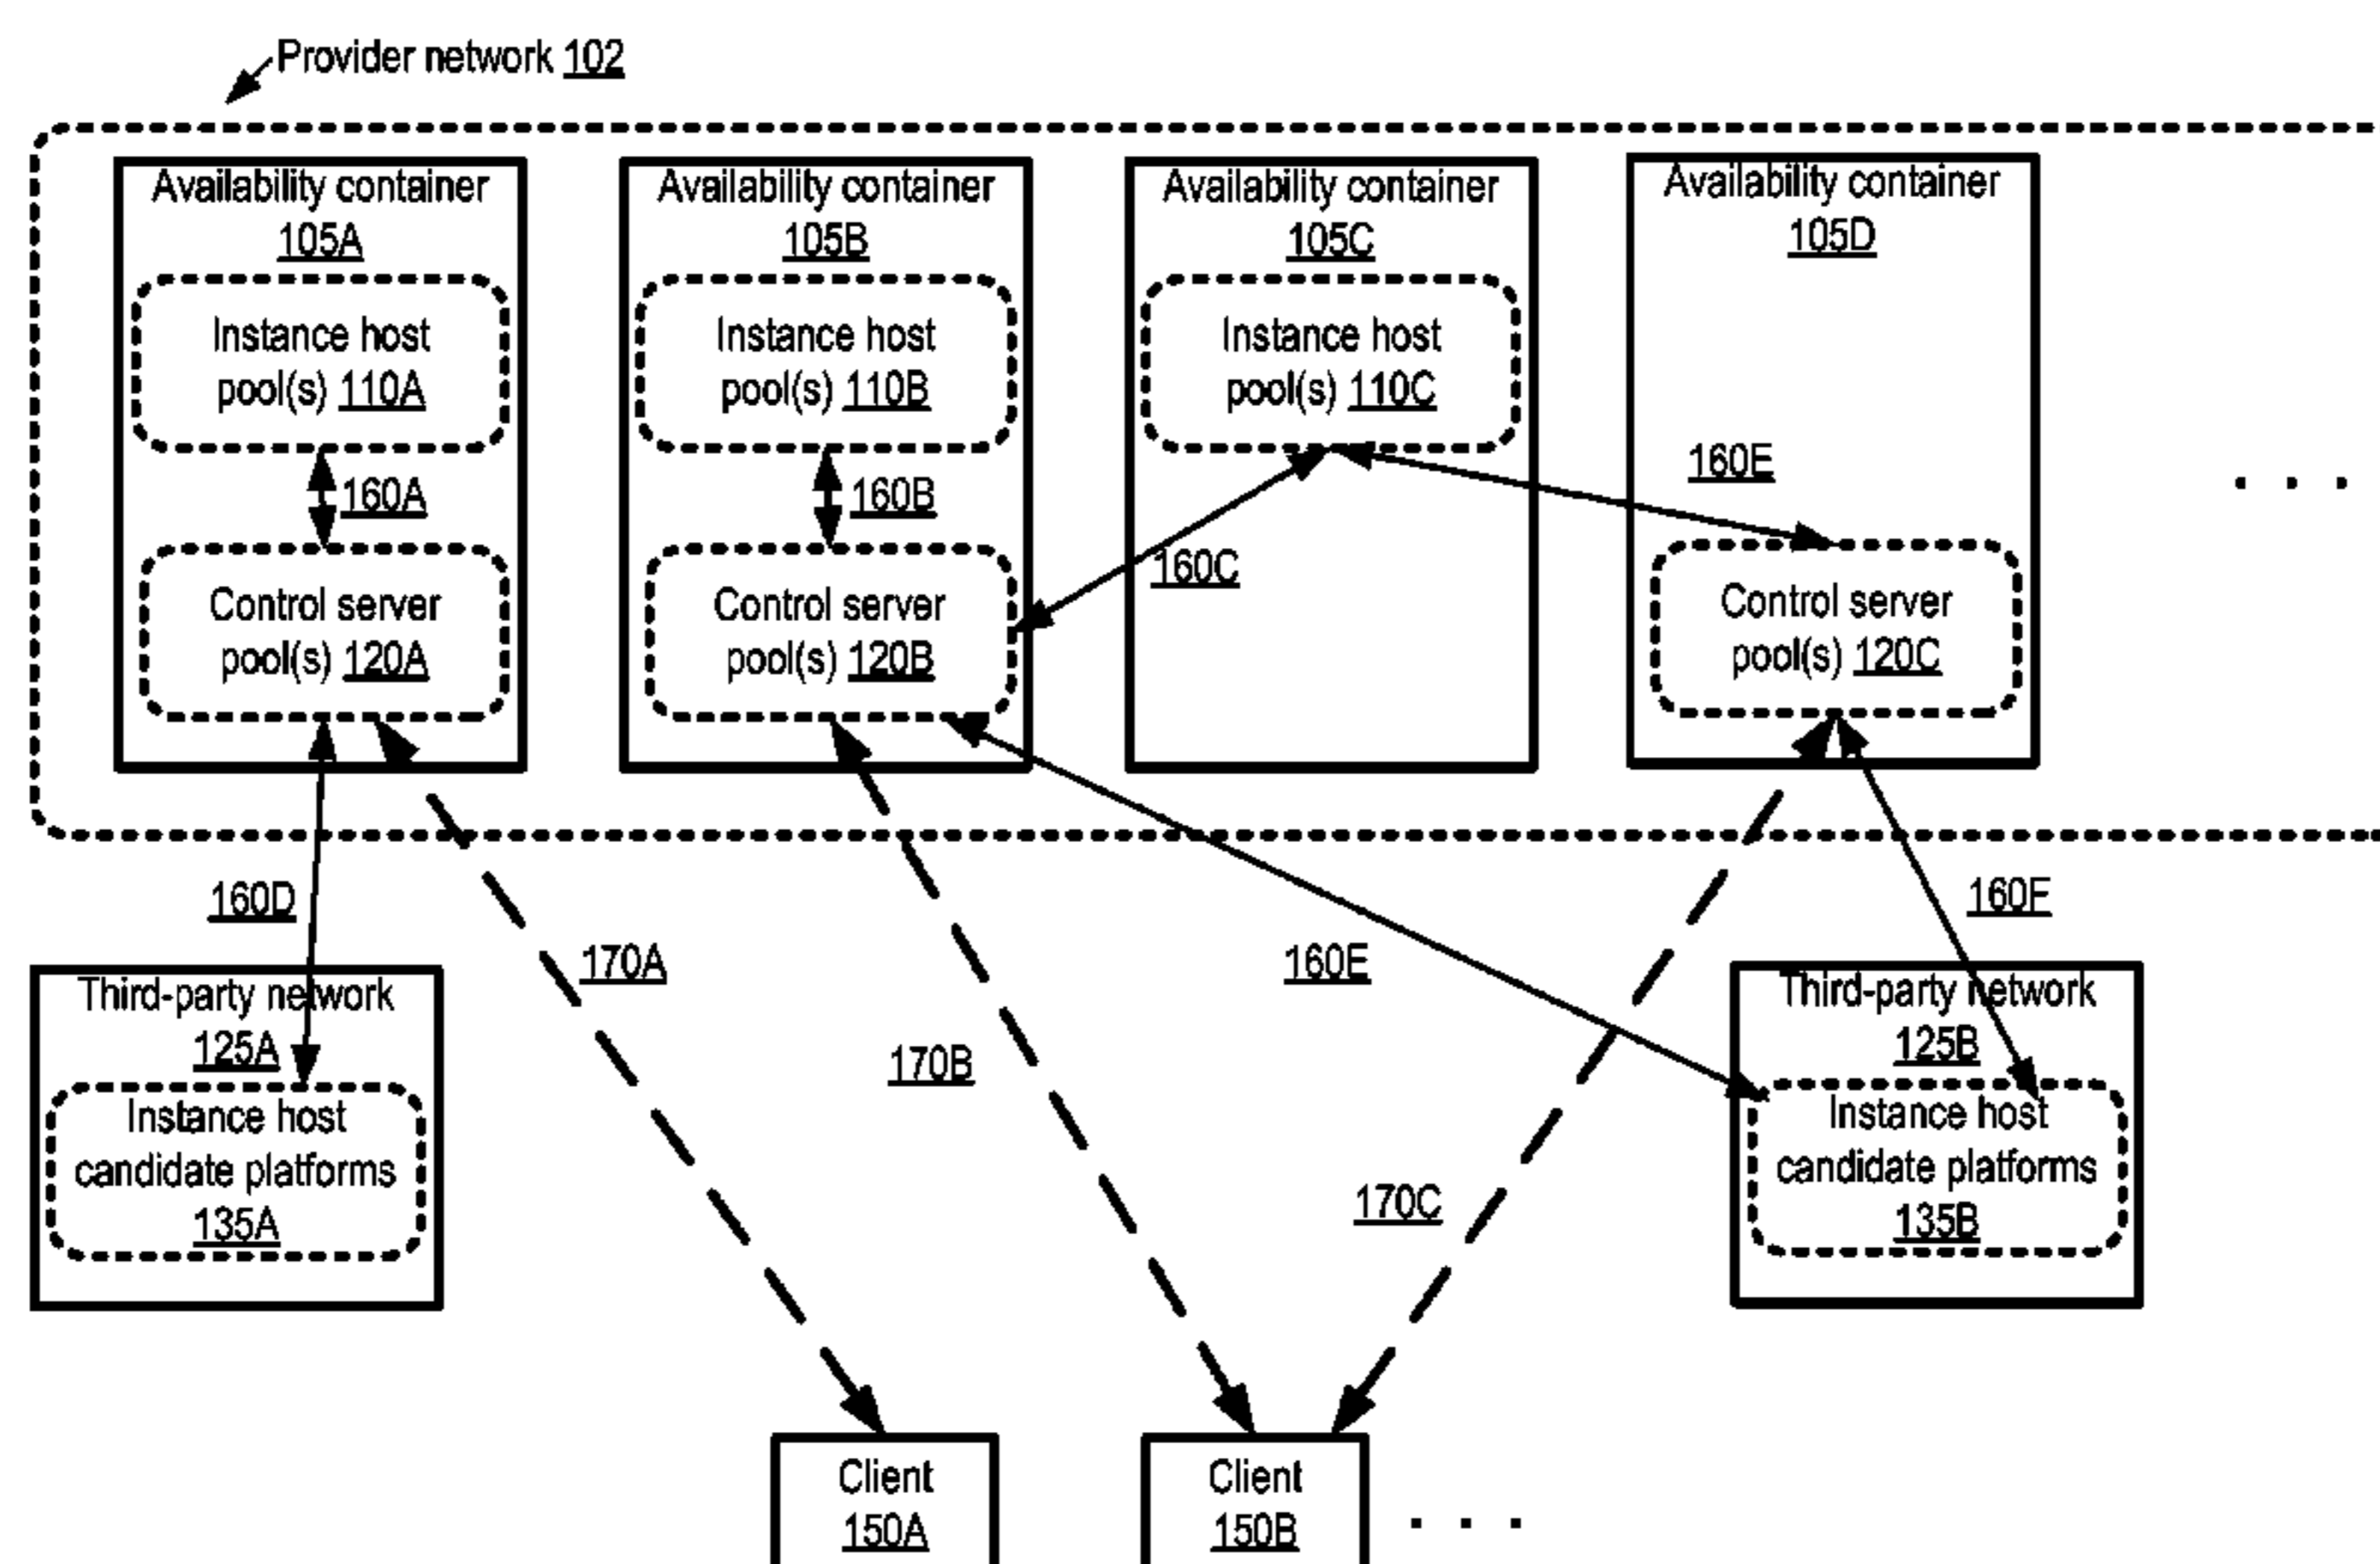 Provider network 102
Availability container
105A
Instance host
pool(s) 110A
160A
Control server
pool(s) 120A
Availability container
105B
Instance host
pool(s) 110B
160B
Control server
pool(s) 120B
Availability container
105C
Instance host
pool(s) 110C
160C
Availability container
105D
160E
Control server
pool(s) 120C
. . .
160D
170A
170B
160E
170C
160F
Third-party network
125A
Instance host
candidate platforms
135A
Third-party network
125B
Instance host
candidate platforms
135B
Client
150A
Client
150B
. . .